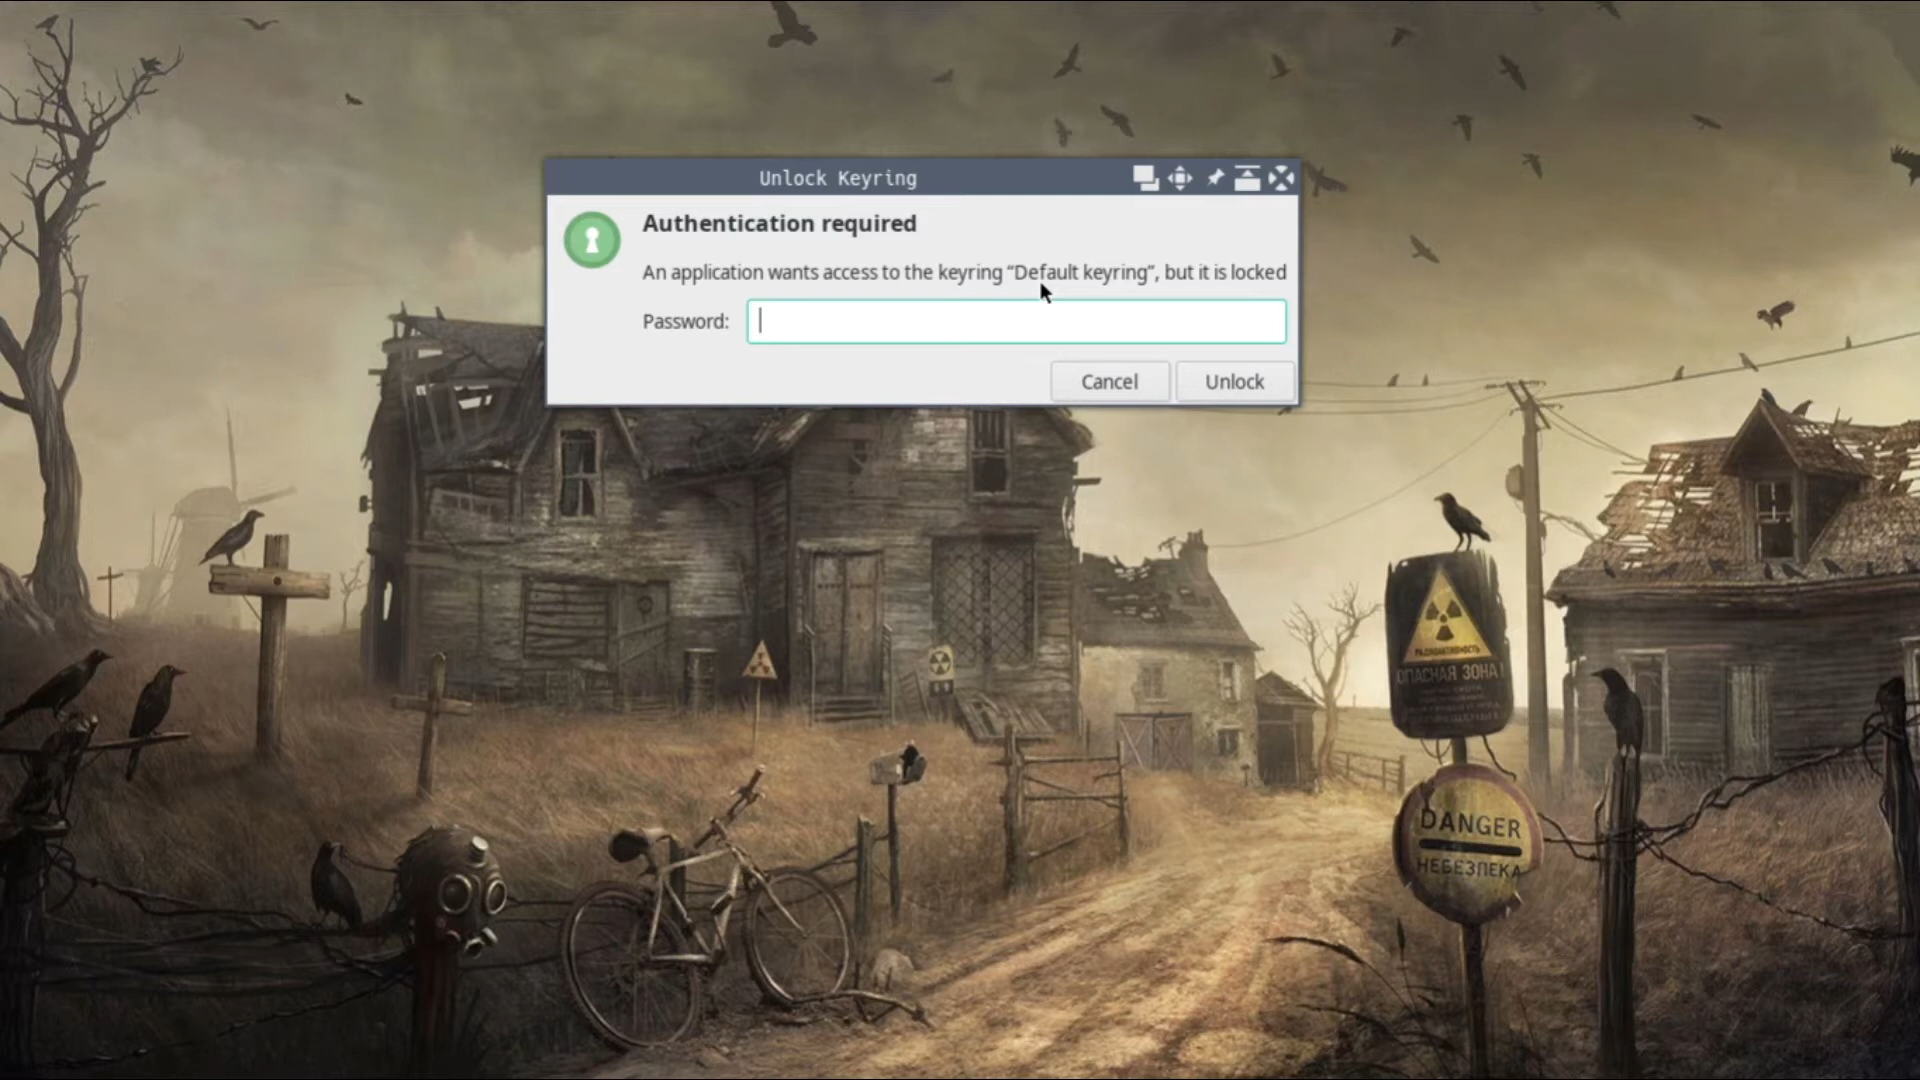 Unlock Keyring
Authentication required
An application wants access to the keyring “Default keyring”, but it is locked
Password:
Cancel
Unlock
РАДИОАКТИВНОСТЬ
ОПАСНАЯ ЗОНА!
DANGER
НЕБЕЗПЕКА